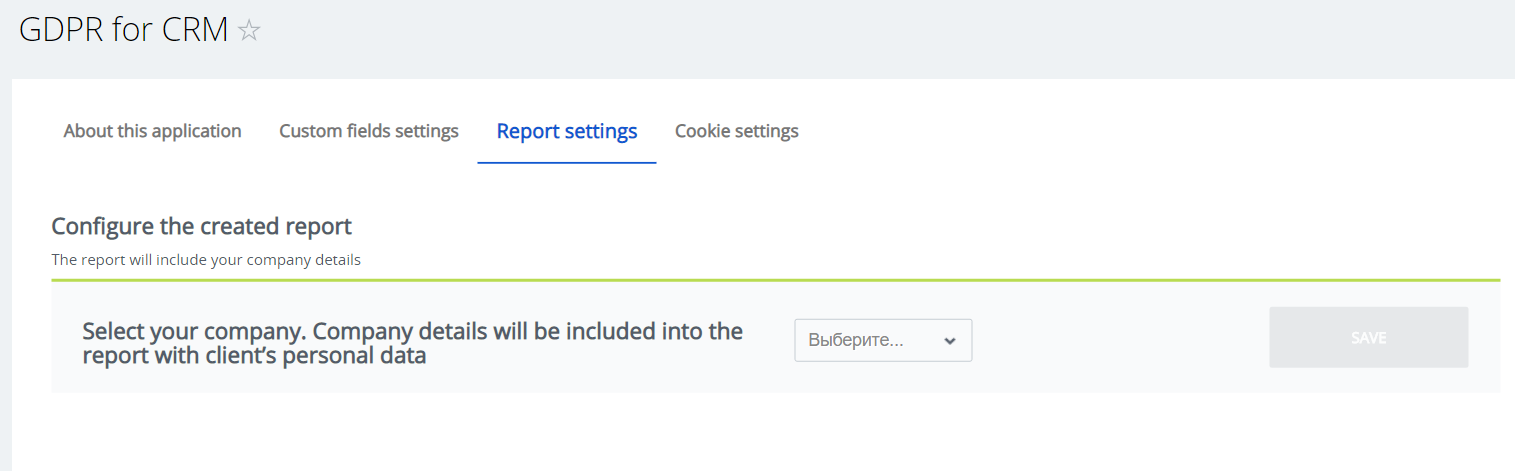 GDPR for CRM
About this application
Custom fields settings
Report settings
Cookie settings
Configure the created report
The report will include your company details
Select your company. Company details will be included into the
report with client’s personal data
Выберите...
SAVE